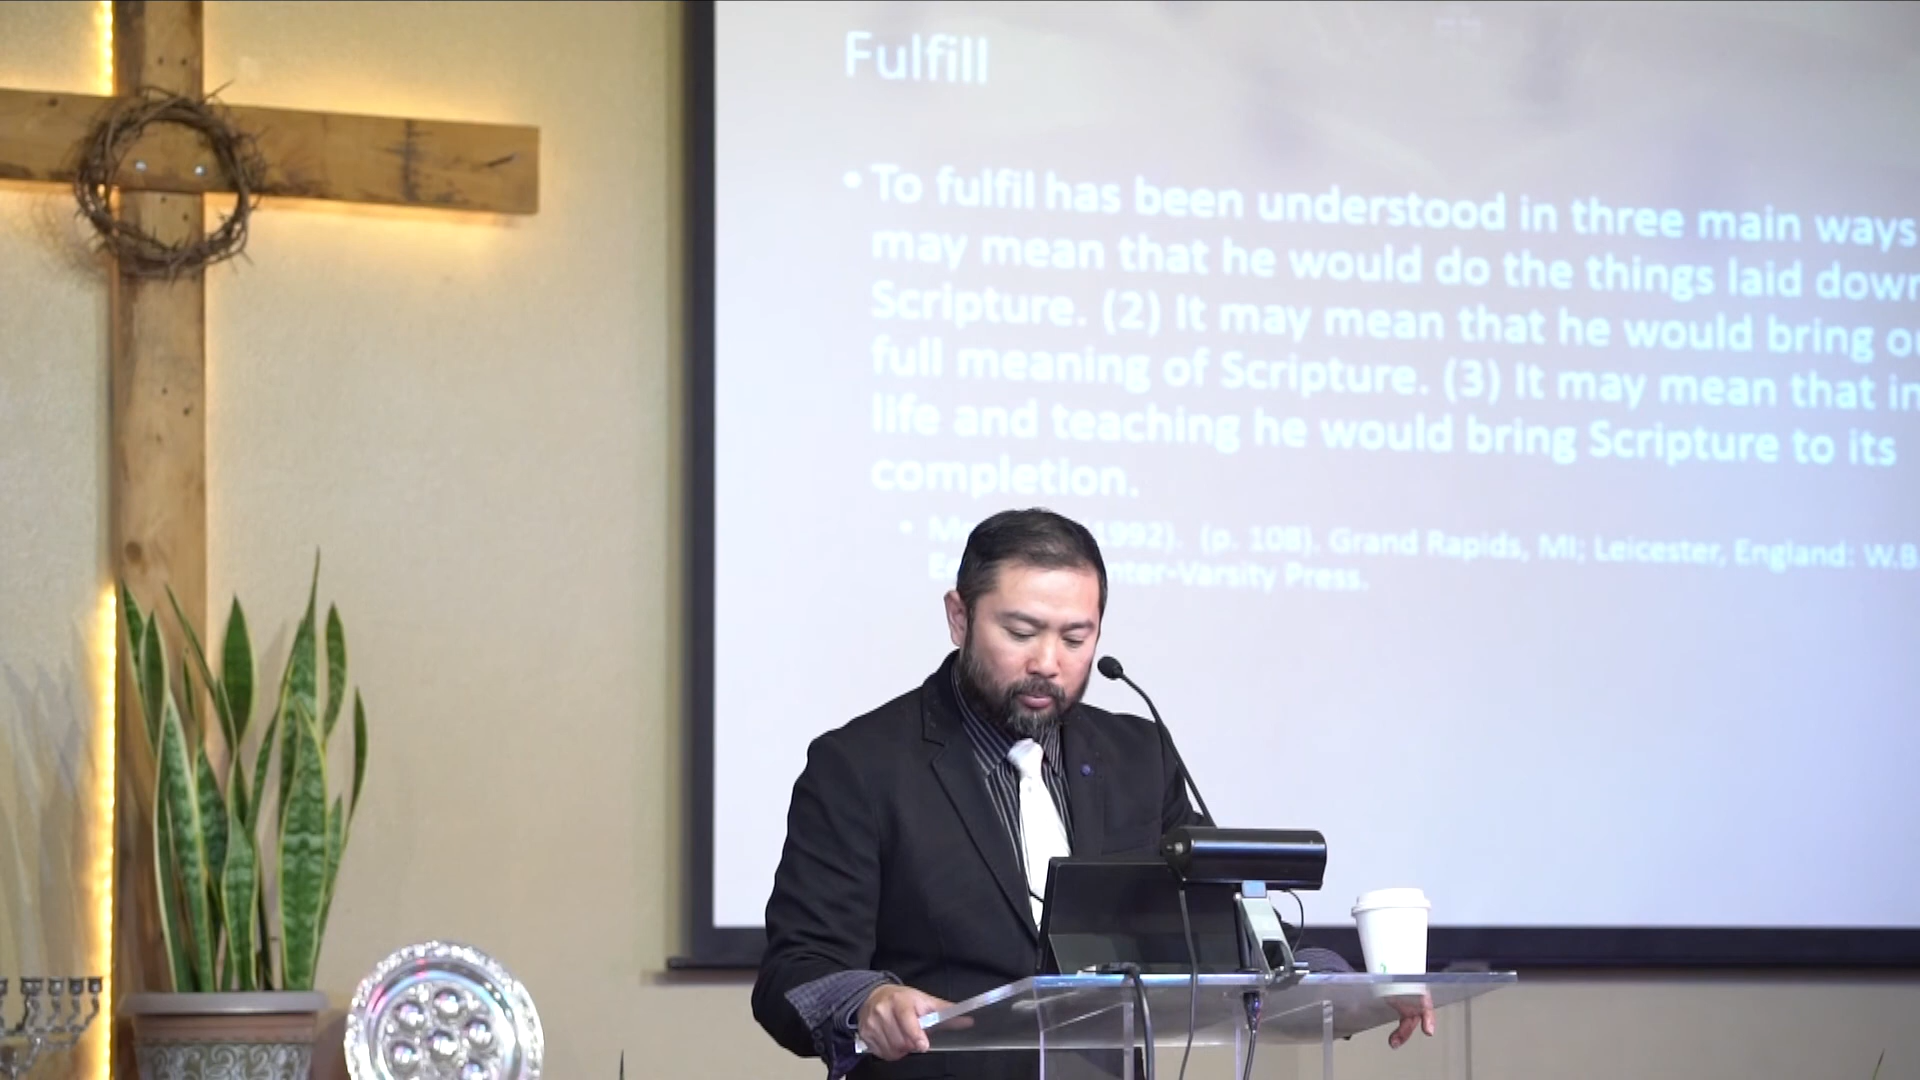 Fulfill
• To fulfil has been understood in three main ways
may mean that he would do the things laid down
Scripture. (2) It may mean that he would bring
full meaning of Scripture. (3) It may mean that in
life and teaching he would bring Scripture to its
completion.
• 1992). (p. 108). Grand Rapids, MI; Leicester, England: W.B.
Inter-Varsity Press.